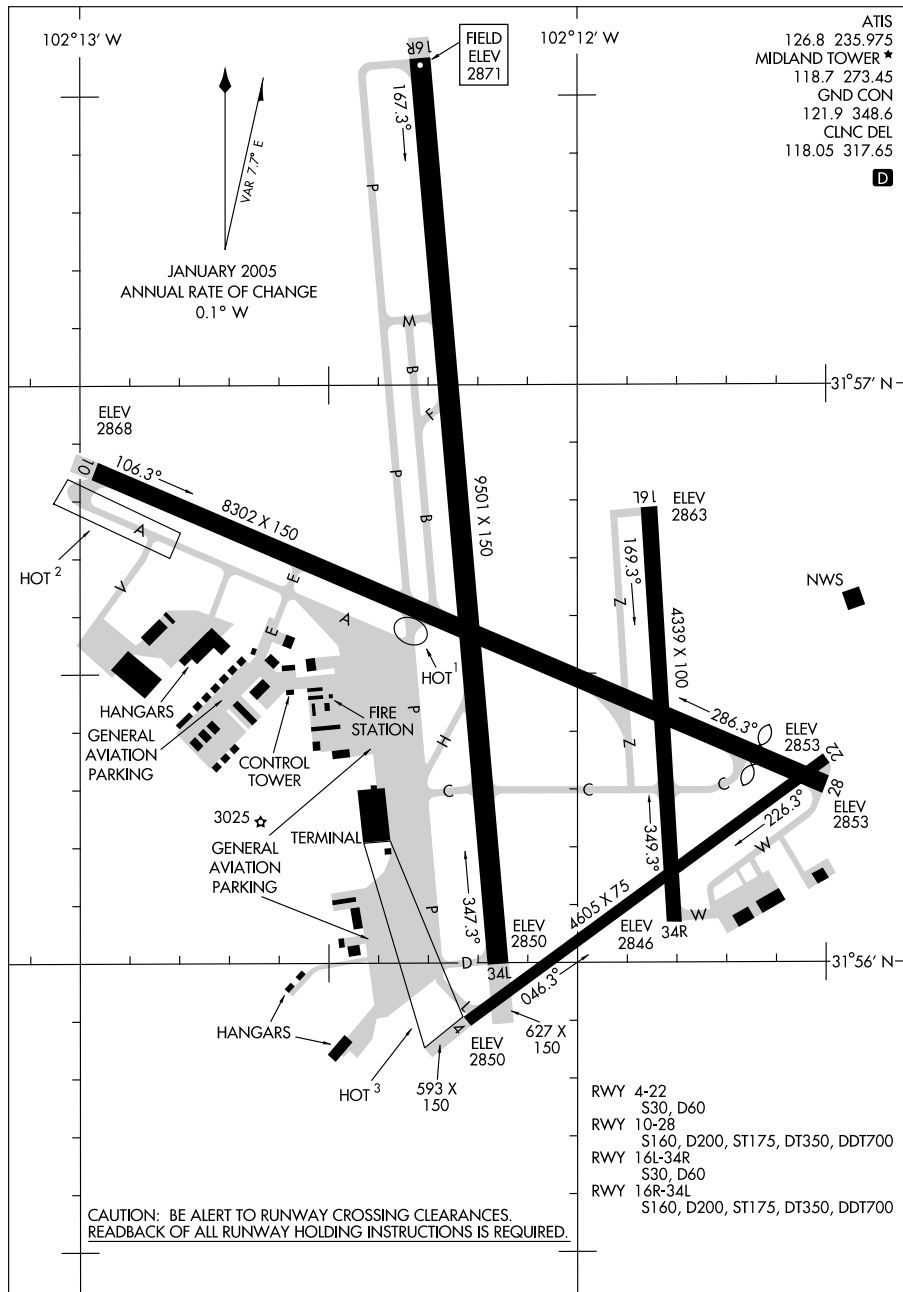 102°13' W
FIELD
ELEV
2871
102°12' W
ATIS
126.8 235.975
MIDLAND TOWER ★
118.7 273.45
GND CON
121.9 348.6
CLNC DEL
118.05 317.65
D
16R
167.3°
VAR 7.7° E
P
JANUARY 2005
ANNUAL RATE OF CHANGE
0.1° W
M
B
31°57' N
F
ELEV
2868
10
106.3°
P
8302 X 150
B
9501 X 150
16L
ELEV
2863
A
HOT 2
169.3°
NWS
V
E
Z
4339 X 100
E
A
HOT 1
HANGARS
GENERAL
AVIATION
PARKING
CONTROL
TOWER
FIRE
STATION
P
H
Z
286.3°
ELEV
2853
22
C
C
C
28
ELEV
2853
3025
TERMINAL
GENERAL
AVIATION
PARKING
349.3°
226.3°
W
347.3°
P
4605 X 75
W
ELEV
2850
ELEV
2846
34R
D
34L
31°56' N
046.3°
HANGARS
L
4
ELEV
2850
627 X
150
HOT 3
593 X
150
RWY 4-22
S30, D60
RWY 10-28
S160, D200, ST175, DT350, DDT700
RWY 16L-34R
S30, D60
RWY 16R-34L
S160, D200, ST175, DT350, DDT700
CAUTION: BE ALERT TO RUNWAY CROSSING CLEARANCES.
READBACK OF ALL RUNWAY HOLDING INSTRUCTIONS IS REQUIRED.